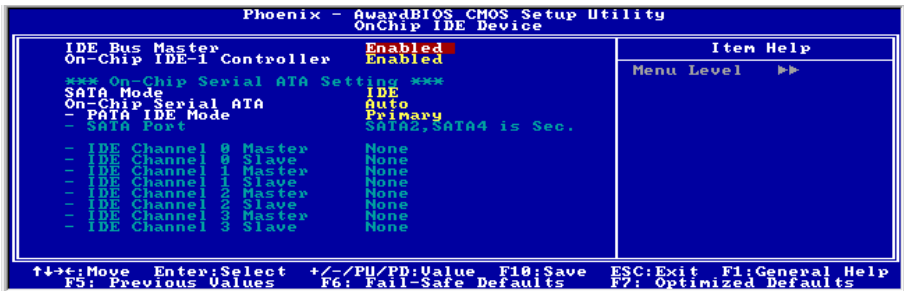 Phoenix - AwardBIOS CMOS Setup Utility
OnChip IDE Device
IDE Bus Master Enabled
On-Chip IDE-1 Controller Enabled
*** On-Chip Serial ATA Setting ***
SATA Mode IDE
On-Chip Serial ATA Auto
- PATA IDE Mode Primary
- SATA Port SATA2,SATA4 is Sec.
- IDE Channel 0 Master None
- IDE Channel 0 Slave None
- IDE Channel 1 Master None
- IDE Channel 1 Slave None
- IDE Channel 2 Master None
- IDE Channel 2 Slave None
- IDE Channel 3 Master None
- IDE Channel 3 Slave None
Item Help
Menu Level ▶▶
↑↓→←:Move Enter:Select +/-/PU/PD:Value F10:Save ESC:Exit F1:General Help
F5: Previous Values F6: Fail-Safe Defaults F7: Optimized Defaults